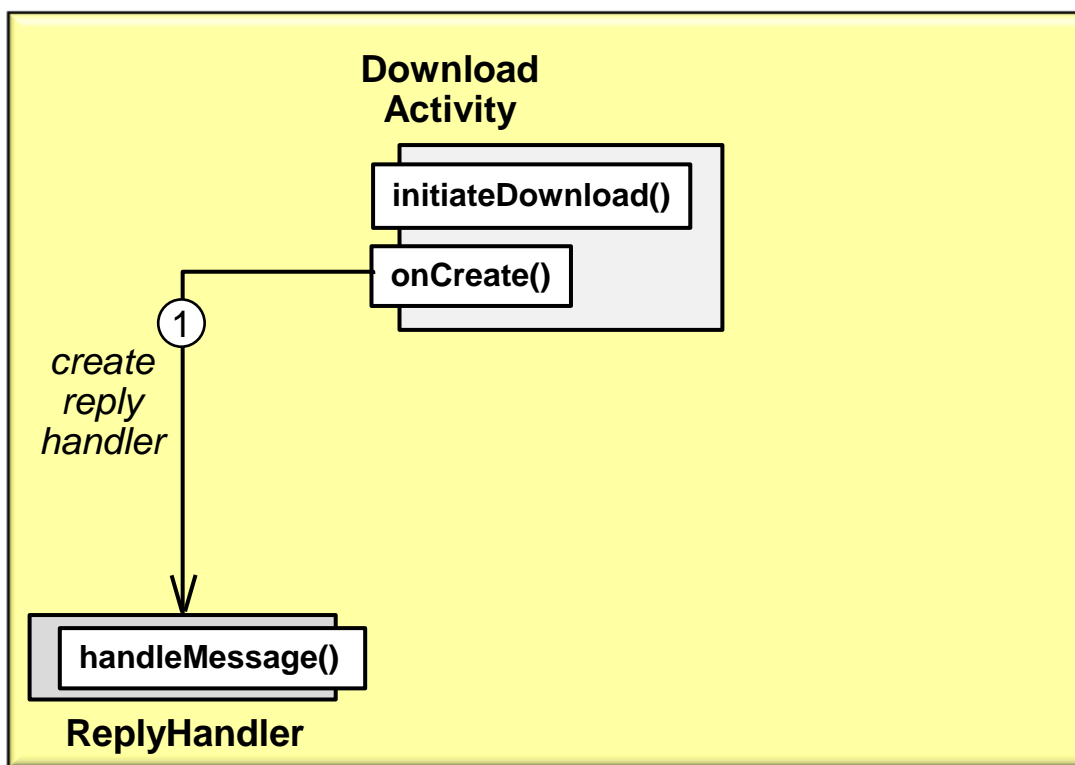 Download
Activity
initiateDownload()
onCreate()
1
create
reply
handler
handleMessage()
ReplyHandler